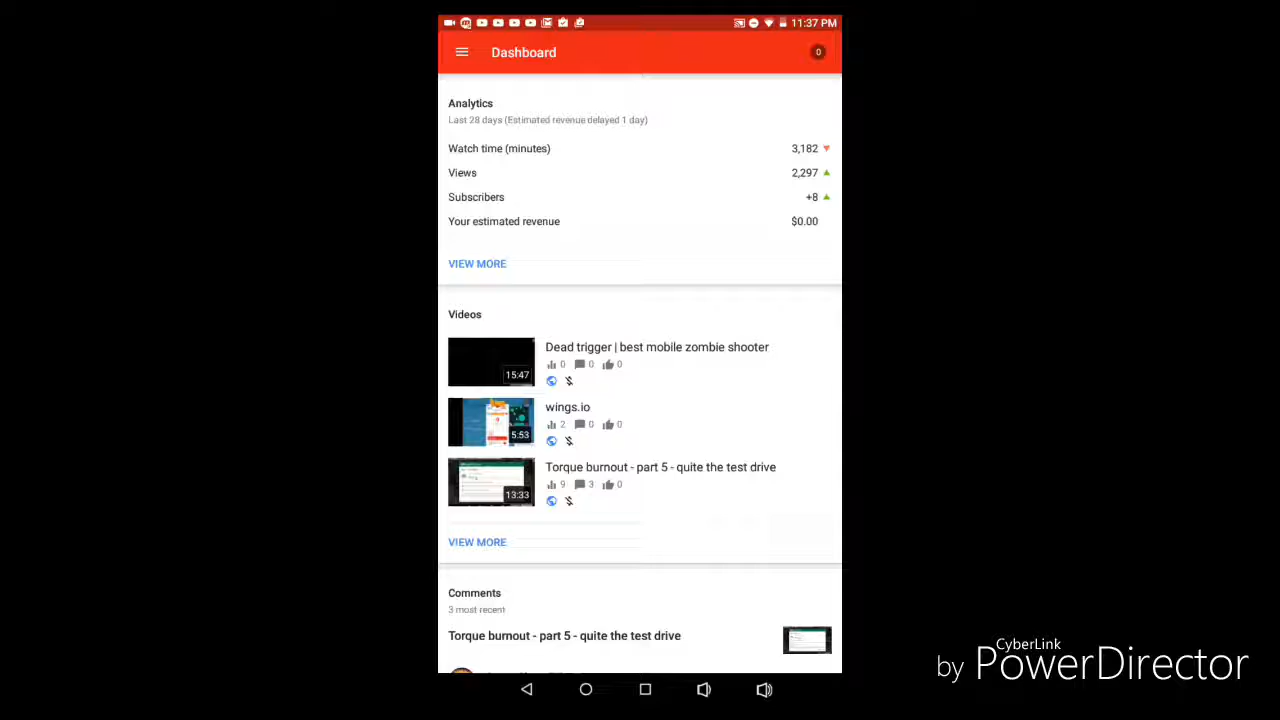 11:37 PM
Dashboard
0
Analytics
Last 28 days (Estimated revenue delayed 1 day)
Watch time (minutes) 3,182
Views 2,297
Subscribers +8
Your estimated revenue $0.00
VIEW MORE
Videos
Dead trigger | best mobile zombie shooter
0 0 0
15:47
wings.io
2 0 0
5:53
Torque burnout - part 5 - quite the test drive
9 3 0
13:33
VIEW MORE
Comments
3 most recent
Torque burnout - part 5 - quite the test drive
CyberLink
by PowerDirector